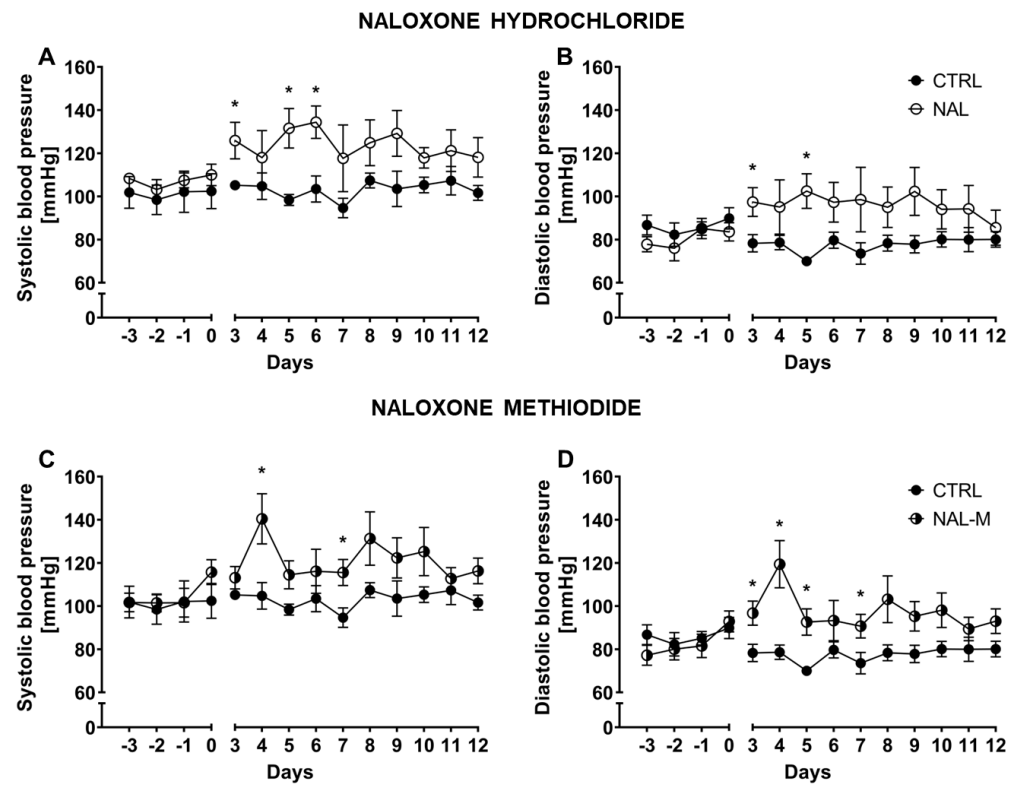 NALOXONE HYDROCHLORIDE
A
B
Systolic blood pressure
[mmHg]
160
140
120
100
80
60
0
* * *
-3 -2 -1 0 3 4 5 6 7 8 9 10 11 12
Days
Diastolic blood pressure
[mmHg]
160
140
120
100
80
60
0
CTRL
NAL
* *
-3 -2 -1 0 3 4 5 6 7 8 9 10 11 12
Days
NALOXONE METHIODIDE
C
D
Systolic blood pressure
[mmHg]
160
140
120
100
80
60
0
* *
-3 -2 -1 0 3 4 5 6 7 8 9 10 11 12
Days
Diastolic blood pressure
[mmHg]
160
140
120
100
80
60
0
CTRL
NAL-M
* * * *
-3 -2 -1 0 3 4 5 6 7 8 9 10 11 12
Days